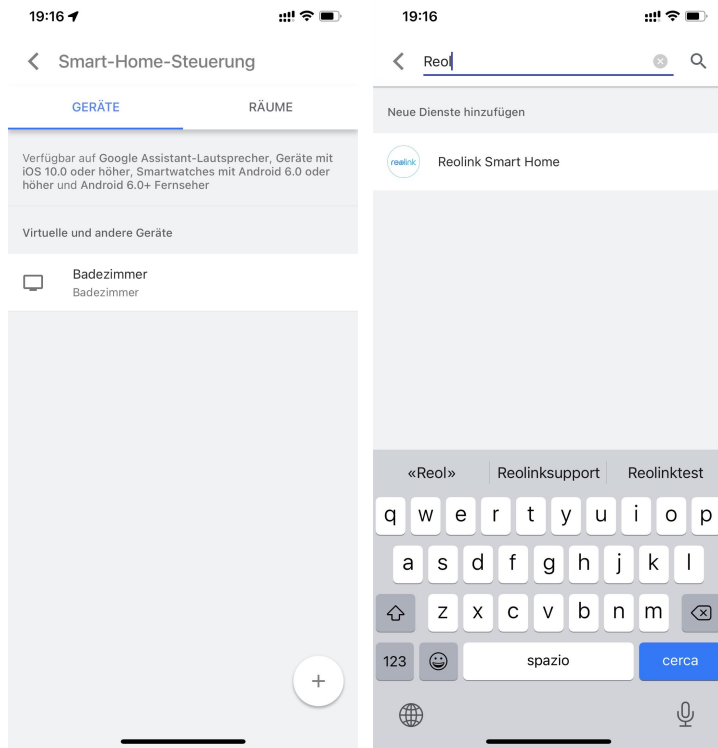 19:16
Smart-Home-Steuerung
GERÄTE
RÄUME
Verfügbar auf Google Assistant-Lautsprecher, Geräte mit
iOS 10.0 oder höher, Smartwatches mit Android 6.0 oder
höher und Android 6.0+ Fernseher
Virtuelle und andere Geräte
Badezimmer
Badezimmer
+
19:16
Reol
Neue Dienste hinzufügen
reolink
Reolink Smart Home
«Reol» Reolinksupport Reolinktest
q w e r t y u i o p
a s d f g h j k l
z x c v b n m
123 spazio cerca